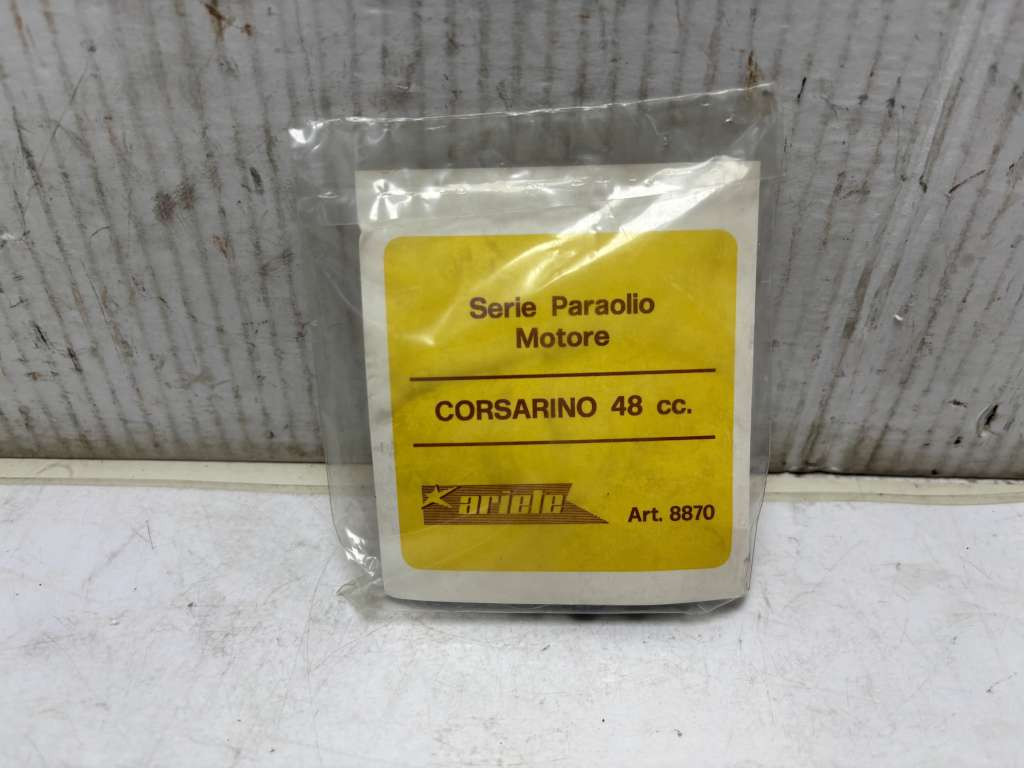 Serie Paraolio
Motore
CORSARINO 48 cc.
ariete
Art. 8870